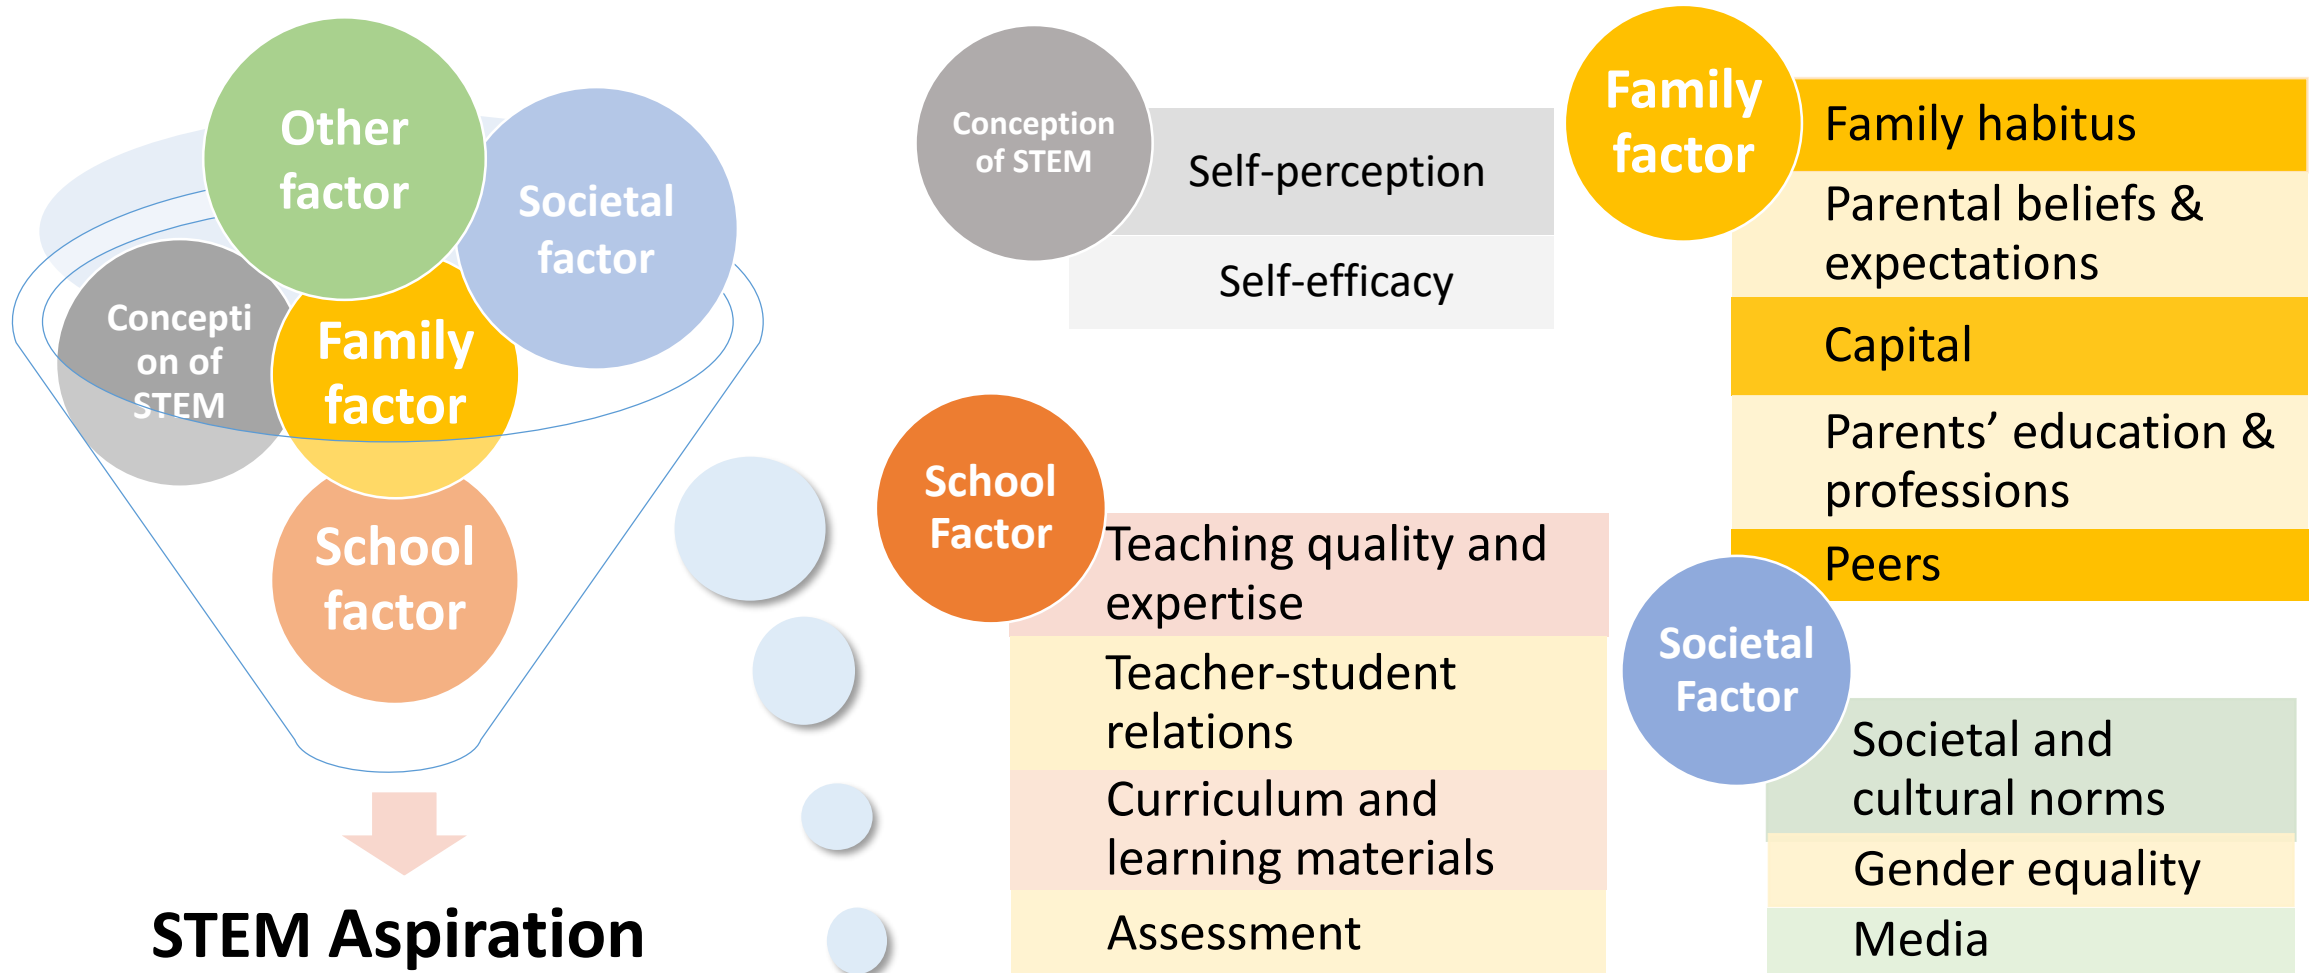 Other
factor
Societal
factor
Concepti
on of
STEM
Family
factor
School
factor
STEM Aspiration
Conception
of STEM
Self-perception
Self-efficacy
School
Factor
Teaching quality and
expertise
Teacher-student
relations
Curriculum and
learning materials
Assessment
Family
factor
Family habitus
Parental beliefs &
expectations
Capital
Parents’ education &
professions
Peers
Societal
Factor
Societal and
cultural norms
Gender equality
Media